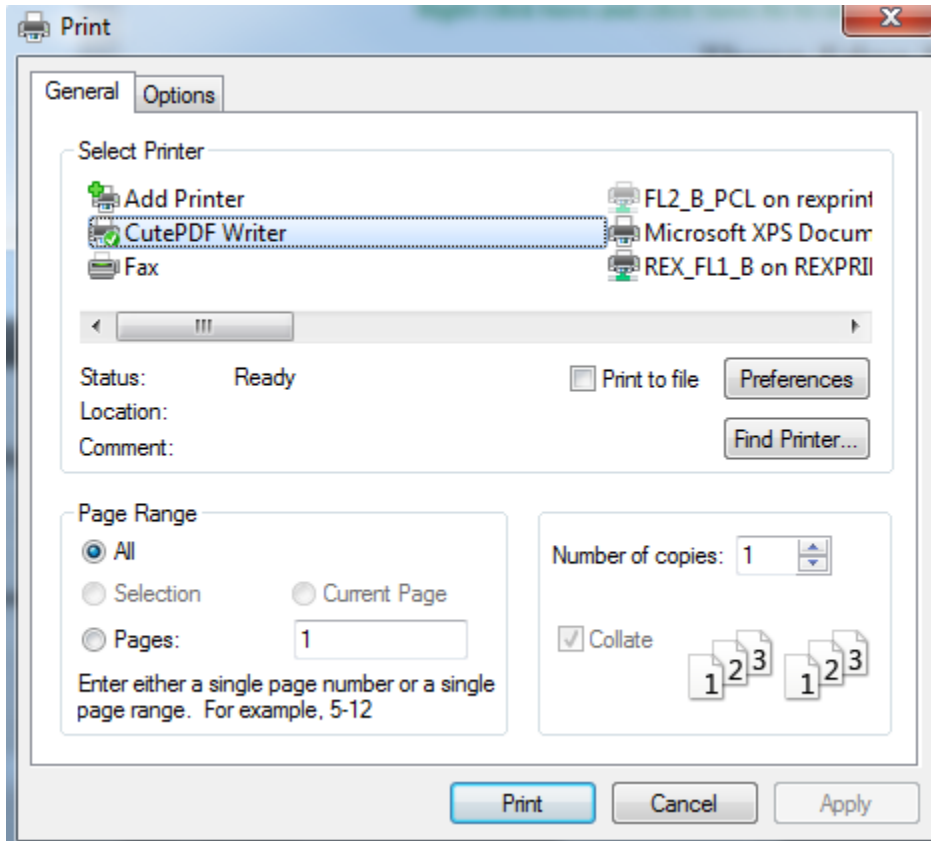 Print
General
Options
Select Printer
Add Printer
CutePDF Writer
Fax
FL2_B_PCL on rexprint
Microsoft XPS Docum
REX_FL1_B on REXPRI
Status: Ready
Print to file
Preferences
Location:
Comment:
Find Printer...
Page Range
All
Selection
Current Page
Pages: 1
Enter either a single page number or a single
page range. For example, 5-12
Number of copies: 1
Collate
1 2 3 1 2 3
Print
Cancel
Apply